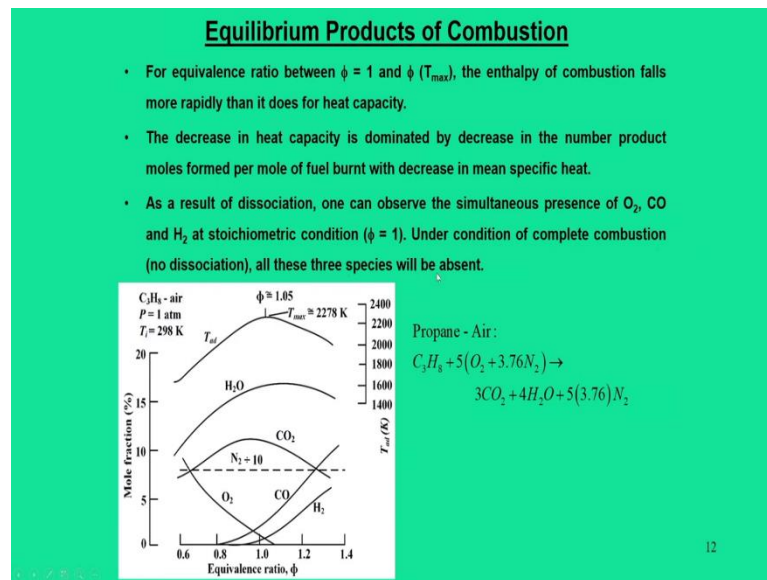 Equilibrium Products of Combustion
• For equivalence ratio between ϕ = 1 and ϕ (Tmax), the enthalpy of combustion falls
more rapidly than it does for heat capacity.
• The decrease in heat capacity is dominated by decrease in the number product
moles formed per mole of fuel burnt with decrease in mean specific heat.
• As a result of dissociation, one can observe the simultaneous presence of O₂, CO
and H₂ at stoichiometric condition (ϕ = 1). Under condition of complete combustion
(no dissociation), all these three species will be absent.
C₃H₈ - air
P = 1 atm
Tᵢ = 298 K
ϕ ≅ 1.05
Tmax ≅ 2278 K
Tad
2400
2200
2000
1800
1600
1400
Tad (K)
20
15
10
5
0
Mole fraction (%)
H₂O
CO₂
N₂ ÷ 10
O₂
CO
H₂
0.6 0.8 1.0 1.2 1.4
Equivalence ratio, ϕ
Propane - Air :
C₃H₈ + 5(O₂ + 3.76N₂) →
3CO₂ + 4H₂O + 5(3.76)N₂
12